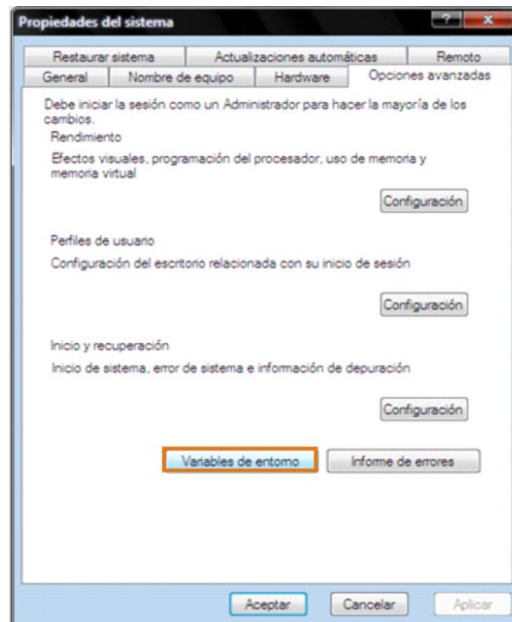 Propiedades del sistema
Restaurar sistema Actualizaciones automáticas Remoto
General Nombre de equipo Hardware Opciones avanzadas
Debe iniciar la sesión como un Administrador para hacer la mayoría de los
cambios.
Rendimiento
Efectos visuales, programación del procesador, uso de memoria y
memoria virtual
Configuración
Perfiles de usuario
Configuración del escritorio relacionada con su inicio de sesión
Configuración
Inicio y recuperación
Inicio de sistema, error de sistema e información de depuración
Configuración
Variables de entorno Informe de errores
Aceptar Cancelar Aplicar